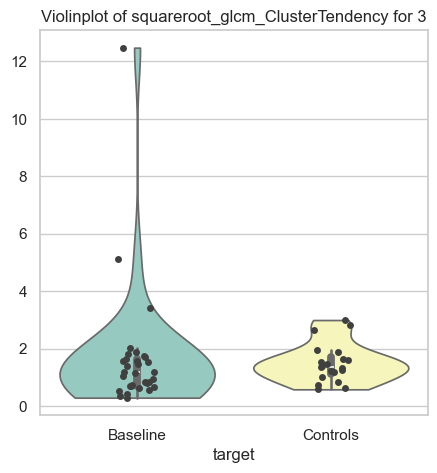 Violinplot of squareroot_glcm_ClusterTendency for 3
12
10
8
6
4
2
0
Baseline
Controls
target